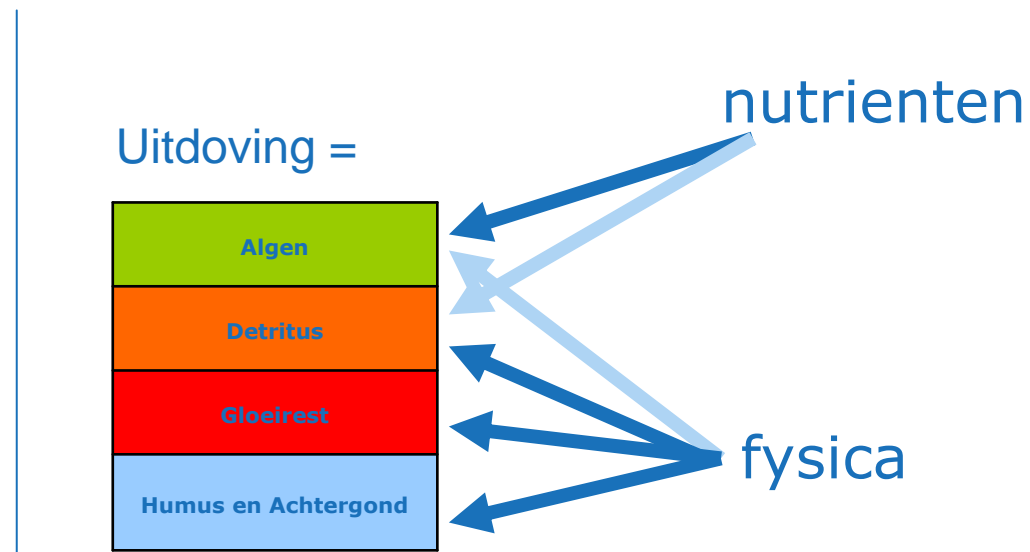 nutrienten
Uitdoving =
Algen
Detritus
Gloeirest
Humus en Achtergond
fysica